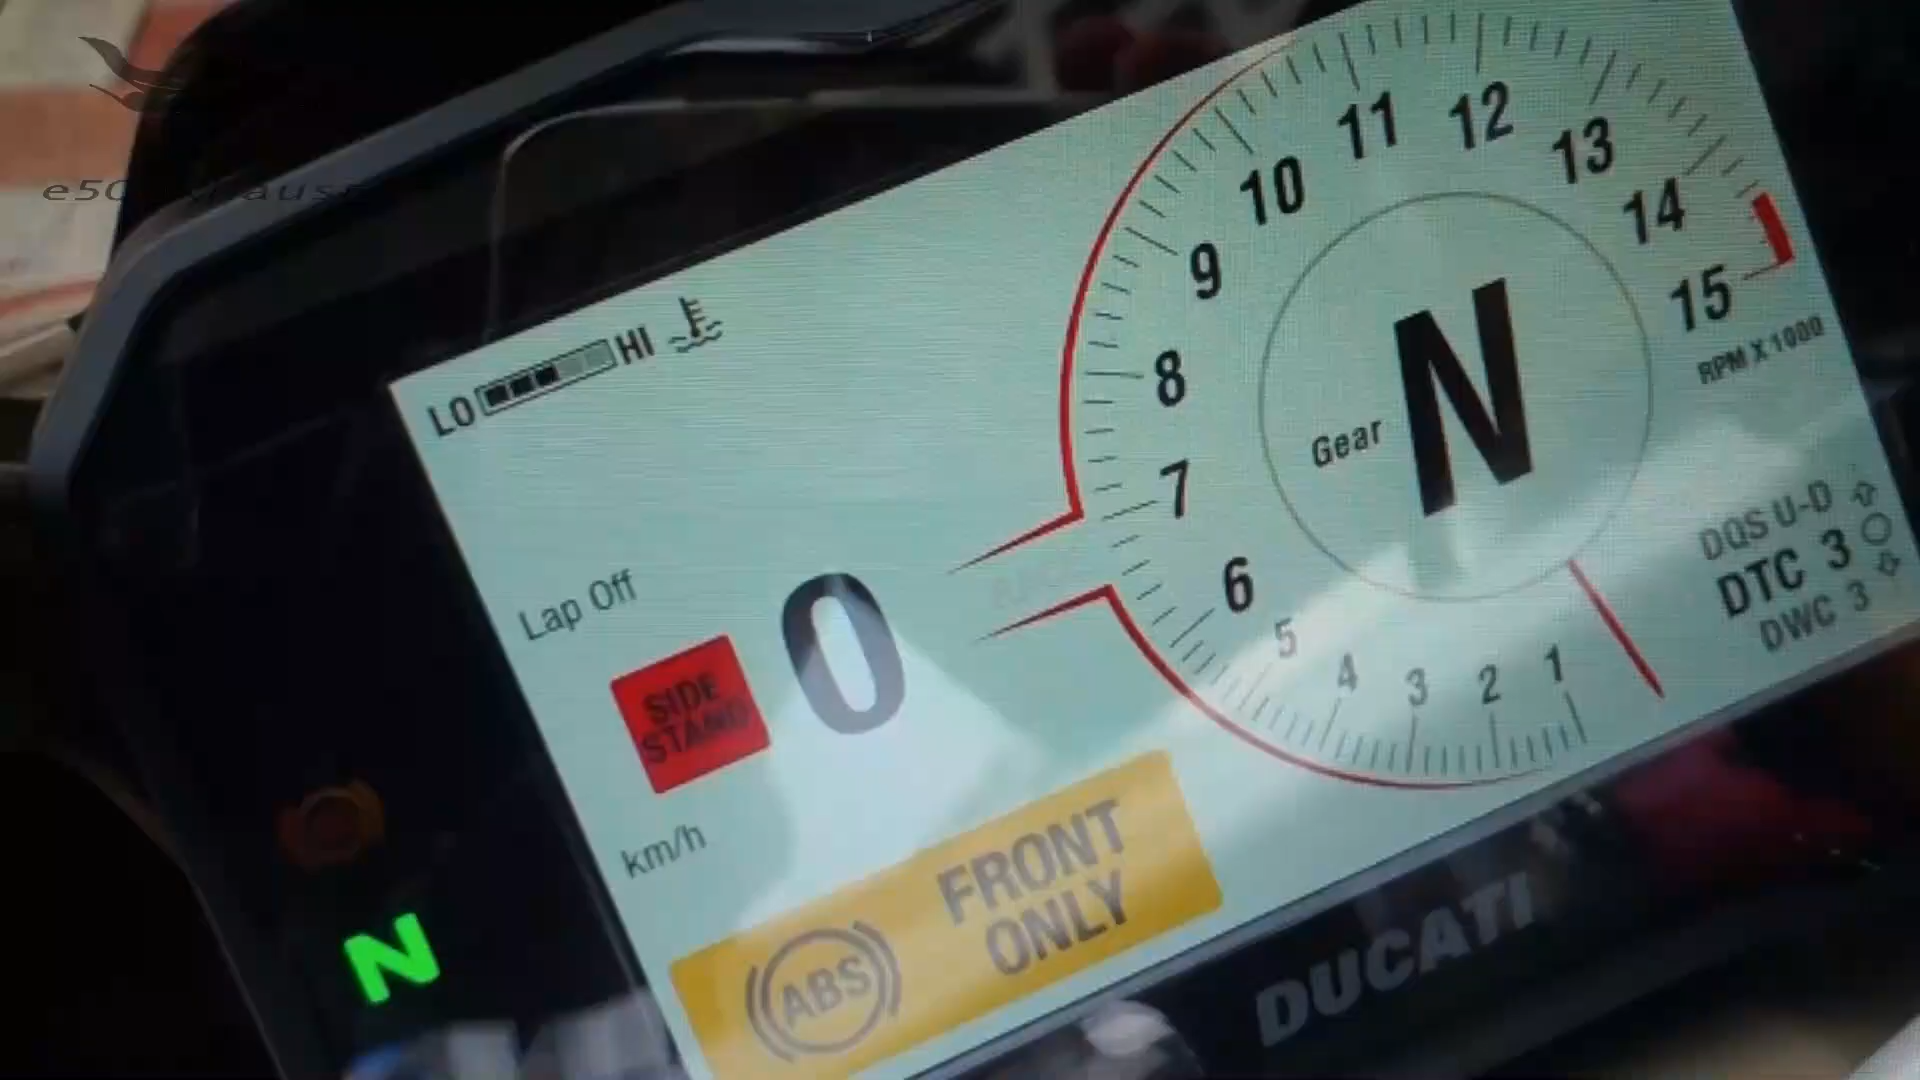 LO
HI
Lap Off
SIDE
STAND
0
km/h
ABS
FRONT
ONLY
1
2
3
4
5
6
7
8
9
10
11
12
13
14
15
RPM X 1000
Gear
N
DQS U-D
DTC 3
DWC 3
N
DUCATI